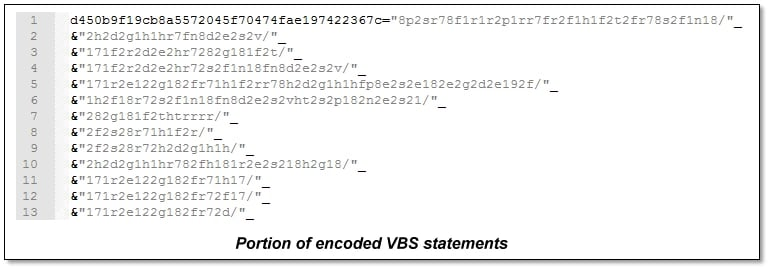 1 d450b9f19cb8a5572045f70474fae197422367c="8p2sr78f1r1r2p1rr7fr2f1h1f2t2fr78s2f1n18/"_
2 &"2h2d2g1h1hr7fn8d2e2s2v/"_
3 &"171f2r2d2e2hr7282g181f2t/"_
4 &"171f2r2d2e2hr72s2f1n18fn8d2e2s2v/"_
5 &"171r2e122g182fr71h1f2rr78h2d2g1h1hfp8e2s2e182e2g2d2e192f/"_
6 &"1h2f18r72s2f1n18fn8d2e2s2vht2s2p182n2e2s21/"_
7 &"282g181f2thtrrrr/"_
8 &"2f2s28r71h1f2r/"_
9 &"2f2s28r72h2d2g1h1h/"_
10 &"2h2d2g1h1hr782fh181r2e2s218h2g18/"_
11 &"171r2e122g182fr71h17/"_
12 &"171r2e122g182fr72f17/"_
13 &"171r2e122g182fr72d/"_
Portion of encoded VBS statements